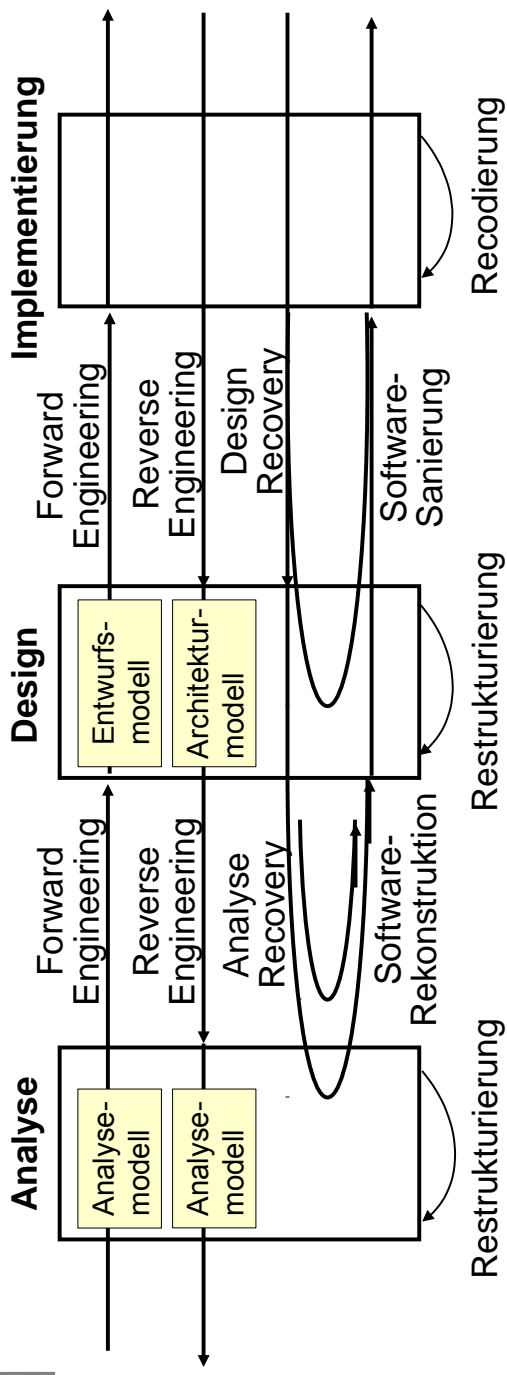 Analyse
Design
Implementierung
Forward
Engineering
Forward
Engineering
Analyse-
modell
Entwurfs-
modell
Reverse
Engineering
Reverse
Engineering
Analyse-
modell
Architektur-
modell
Analyse
Recovery
Design
Recovery
Software-
Rekonstruktion
Software-
Sanierung
Restrukturierung
Restrukturierung
Recodierung